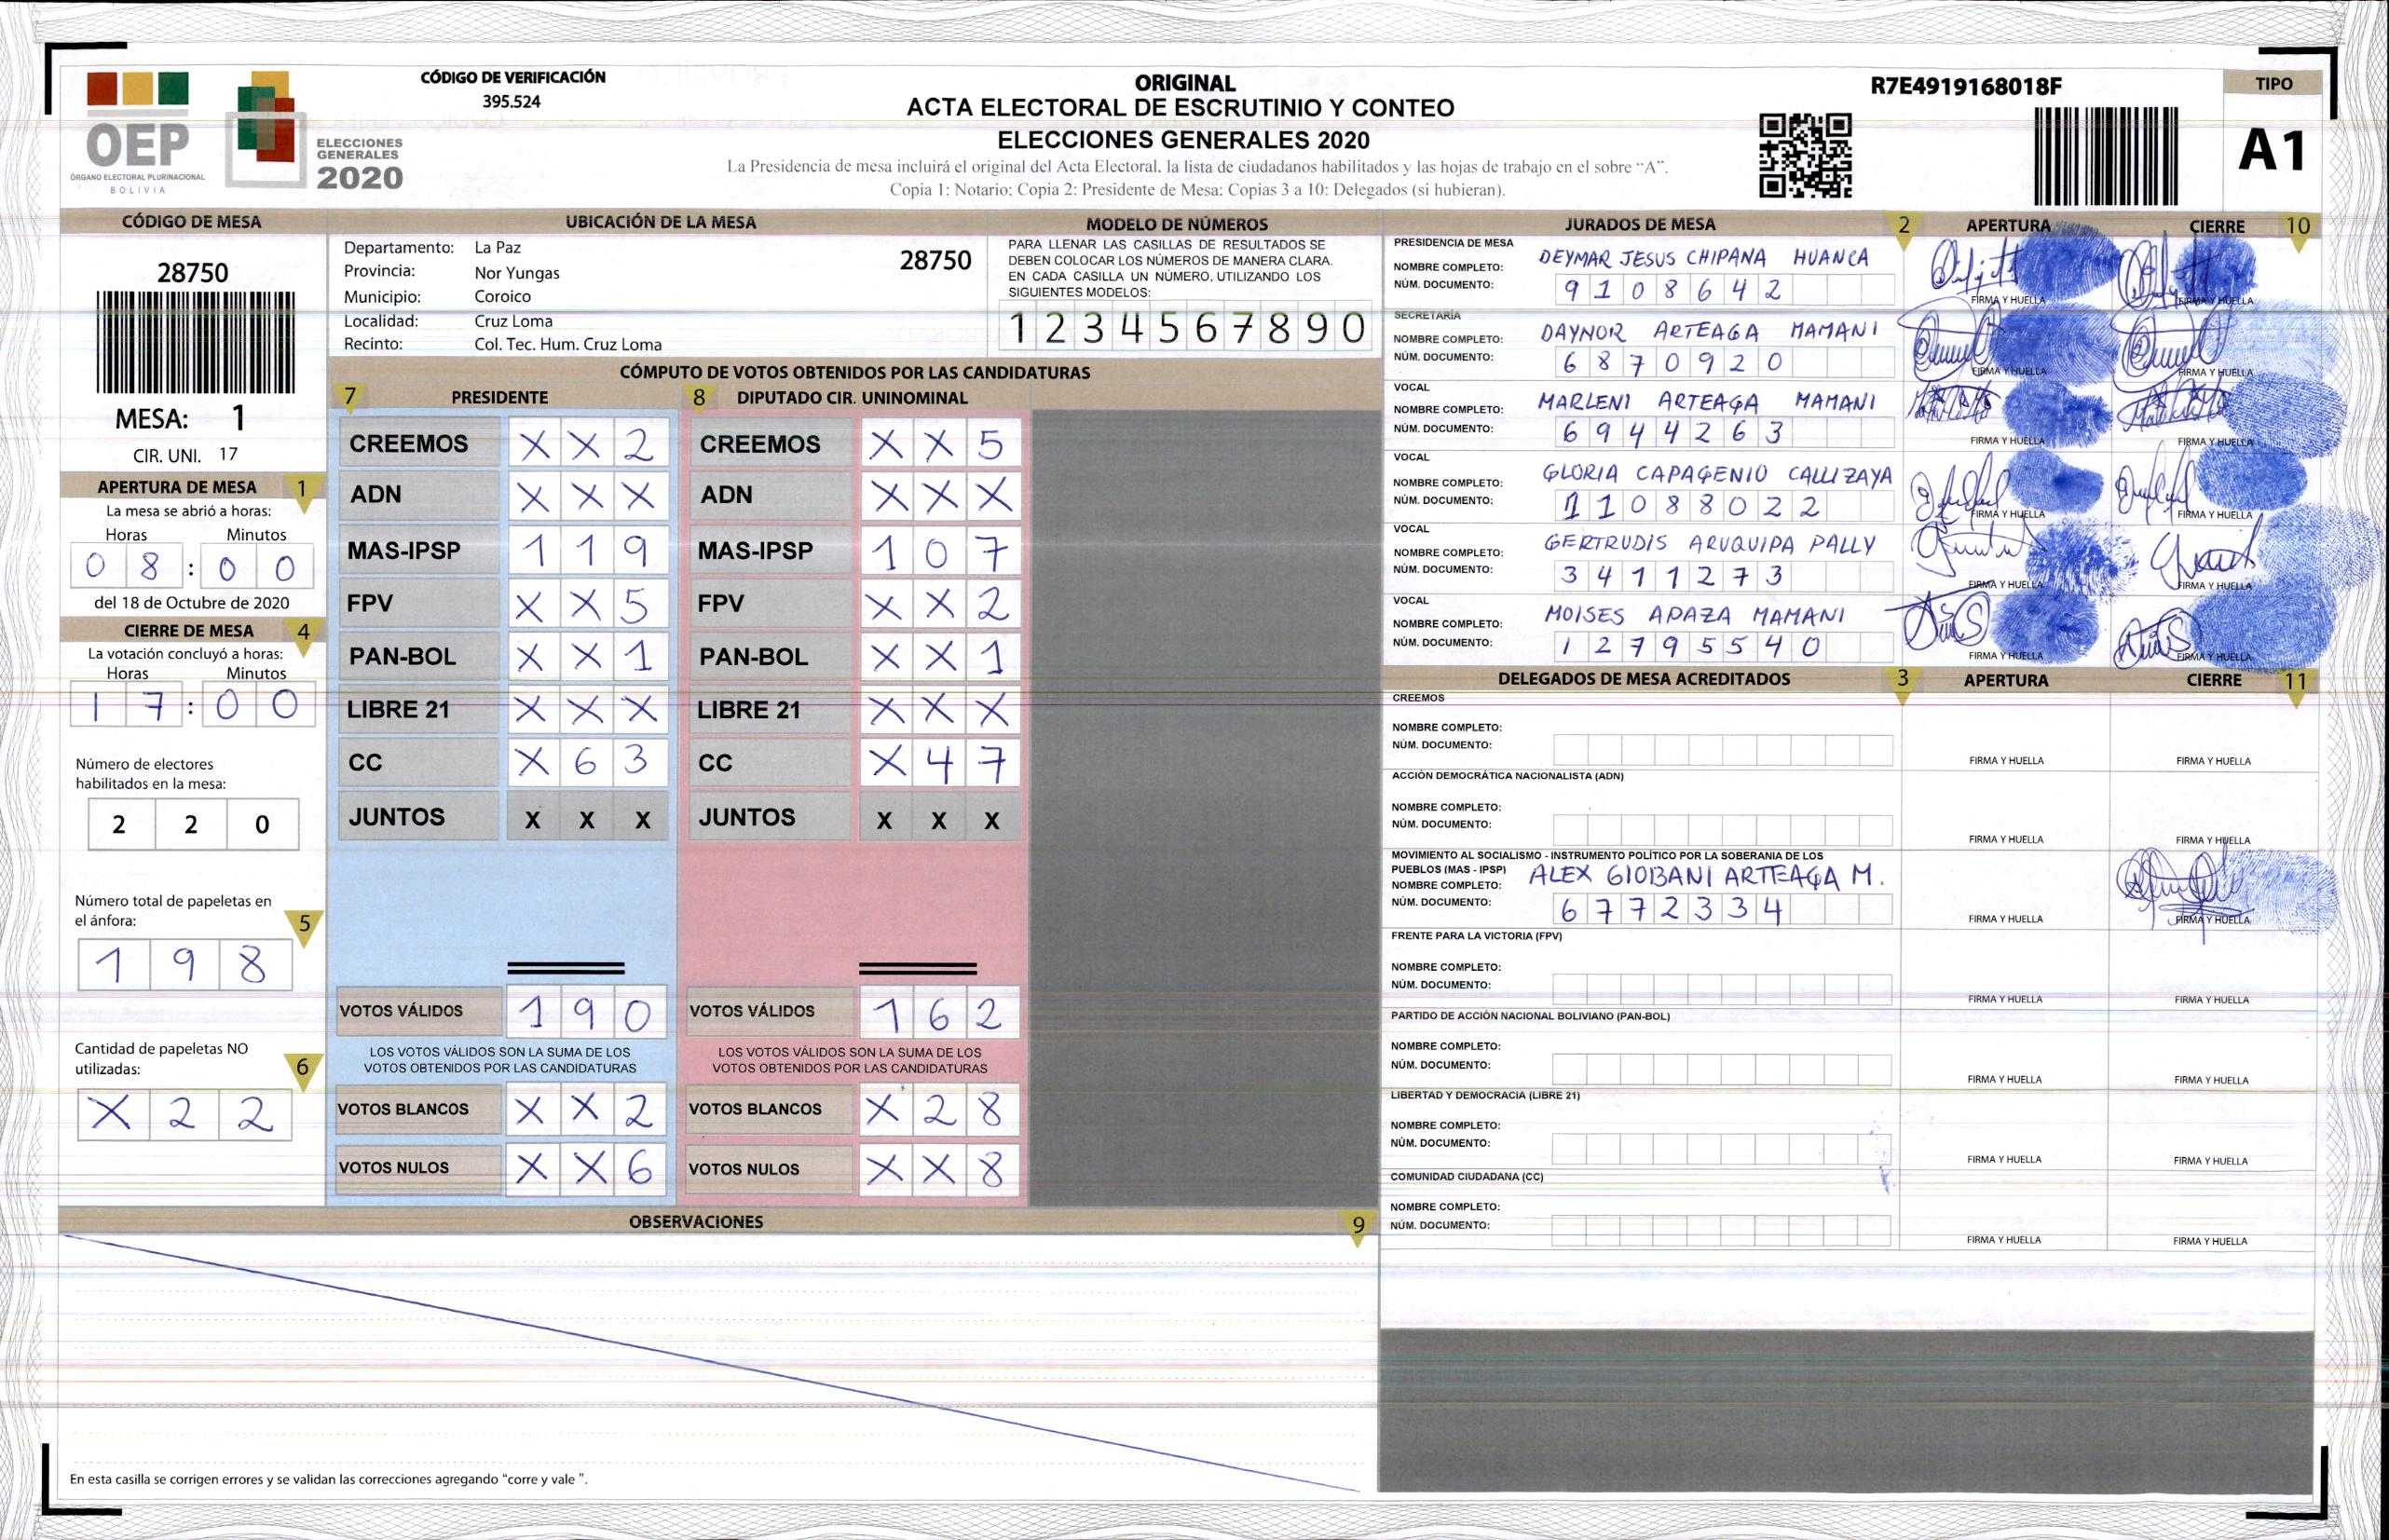 CÓDIGO DE VERIFICACIÓN
395.524
OEP
ÓRGANO ELECTORAL PLURINACIONAL
BOLIVIA
ELECCIONES
GENERALES
2020
ORIGINAL
ACTA ELECTORAL DE ESCRUTINIO Y CONTEO
ELECCIONES GENERALES 2020
La Presidencia de mesa incluirá el original del Acta Electoral, la lista de ciudadanos habilitados y las hojas de trabajo en el sobre “A”.
Copia 1: Notario; Copia 2: Presidente de Mesa; Copias 3 a 10: Delegados (si hubieran).
R7E4919168018F
TIPO
A1
CÓDIGO DE MESA
28750
MESA: 1
CIR. UNI. 17
APERTURA DE MESA 1
La mesa se abrió a horas:
Horas Minutos
0 8 : 0 0
del 18 de Octubre de 2020
CIERRE DE MESA 4
La votación concluyó a horas:
Horas Minutos
1 7 : 0 0
Número de electores
habilitados en la mesa:
2 2 0
Número total de papeletas en
el ánfora: 5
1 9 8
Cantidad de papeletas NO
utilizadas: 6
X 2 2
UBICACIÓN DE LA MESA
Departamento: La Paz 28750
Provincia: Nor Yungas
Municipio: Coroico
Localidad: Cruz Loma
Recinto: Col. Tec. Hum. Cruz Loma
MODELO DE NÚMEROS
PARA LLENAR LAS CASILLAS DE RESULTADOS SE
DEBEN COLOCAR LOS NÚMEROS DE MANERA CLARA.
EN CADA CASILLA UN NÚMERO, UTILIZANDO LOS
SIGUIENTES MODELOS:
1 2 3 4 5 6 7 8 9 0
CÓMPUTO DE VOTOS OBTENIDOS POR LAS CANDIDATURAS
7 PRESIDENTE 8 DIPUTADO CIR. UNINOMINAL
CREEMOS X X 2 CREEMOS X X 5
ADN X X X ADN X X X
MAS-IPSP 1 1 9 MAS-IPSP 1 0 7
FPV X X 5 FPV X X 2
PAN-BOL X X 1 PAN-BOL X X 1
LIBRE 21 X X X LIBRE 21 X X X
CC X 6 3 CC X 4 7
JUNTOS X X X JUNTOS X X X
VOTOS VÁLIDOS 1 9 0 VOTOS VÁLIDOS 1 6 2
LOS VOTOS VÁLIDOS SON LA SUMA DE LOS LOS VOTOS VÁLIDOS SON LA SUMA DE LOS
VOTOS OBTENIDOS POR LAS CANDIDATURAS VOTOS OBTENIDOS POR LAS CANDIDATURAS
VOTOS BLANCOS X X 2 VOTOS BLANCOS X 2 8
VOTOS NULOS X X 6 VOTOS NULOS X X 8
OBSERVACIONES 9
En esta casilla se corrigen errores y se validan las correcciones agregando “corre y vale ”.
JURADOS DE MESA 2 APERTURA CIERRE 10
PRESIDENCIA DE MESA
NOMBRE COMPLETO: DEYMAR JESUS CHIPANA HUANCA
NÚM. DOCUMENTO: 9 1 0 8 6 4 2
FIRMA Y HUELLA FIRMA Y HUELLA
SECRETARÍA
NOMBRE COMPLETO: DAYNOR ARTEAGA MAMANI
NÚM. DOCUMENTO: 6 8 7 0 9 2 0
FIRMA Y HUELLA FIRMA Y HUELLA
VOCAL
NOMBRE COMPLETO: MARLENI ARTEAGA MAMANI
NÚM. DOCUMENTO: 6 9 4 4 2 6 3
FIRMA Y HUELLA FIRMA Y HUELLA
VOCAL
NOMBRE COMPLETO: GLORIA CAPAGENIO CALLIZAYA
NÚM. DOCUMENTO: 1 1 0 8 8 0 2 2
FIRMA Y HUELLA FIRMA Y HUELLA
VOCAL
NOMBRE COMPLETO: GERTRUDIS ARUQUIPA PALLY
NÚM. DOCUMENTO: 3 4 1 1 2 7 3
FIRMA Y HUELLA FIRMA Y HUELLA
VOCAL
NOMBRE COMPLETO: MOISES APAZA MAMANI
NÚM. DOCUMENTO: 1 2 7 9 5 5 4 0
FIRMA Y HUELLA FIRMA Y HUELLA
DELEGADOS DE MESA ACREDITADOS 3 APERTURA CIERRE 11
CREEMOS
NOMBRE COMPLETO:
NÚM. DOCUMENTO:
FIRMA Y HUELLA FIRMA Y HUELLA
ACCIÓN DEMOCRÁTICA NACIONALISTA (ADN)
NOMBRE COMPLETO:
NÚM. DOCUMENTO:
FIRMA Y HUELLA FIRMA Y HUELLA
MOVIMIENTO AL SOCIALISMO - INSTRUMENTO POLÍTICO POR LA SOBERANIA DE LOS
PUEBLOS (MAS - IPSP)
NOMBRE COMPLETO: ALEX GIOBANI ARTEAGA M.
NÚM. DOCUMENTO: 6 7 7 2 3 3 4
FIRMA Y HUELLA FIRMA Y HUELLA
FRENTE PARA LA VICTORIA (FPV)
NOMBRE COMPLETO:
NÚM. DOCUMENTO:
FIRMA Y HUELLA FIRMA Y HUELLA
PARTIDO DE ACCIÓN NACIONAL BOLIVIANO (PAN-BOL)
NOMBRE COMPLETO:
NÚM. DOCUMENTO:
FIRMA Y HUELLA FIRMA Y HUELLA
LIBERTAD Y DEMOCRACIA (LIBRE 21)
NOMBRE COMPLETO:
NÚM. DOCUMENTO:
FIRMA Y HUELLA FIRMA Y HUELLA
COMUNIDAD CIUDADANA (CC)
NOMBRE COMPLETO:
NÚM. DOCUMENTO:
FIRMA Y HUELLA FIRMA Y HUELLA